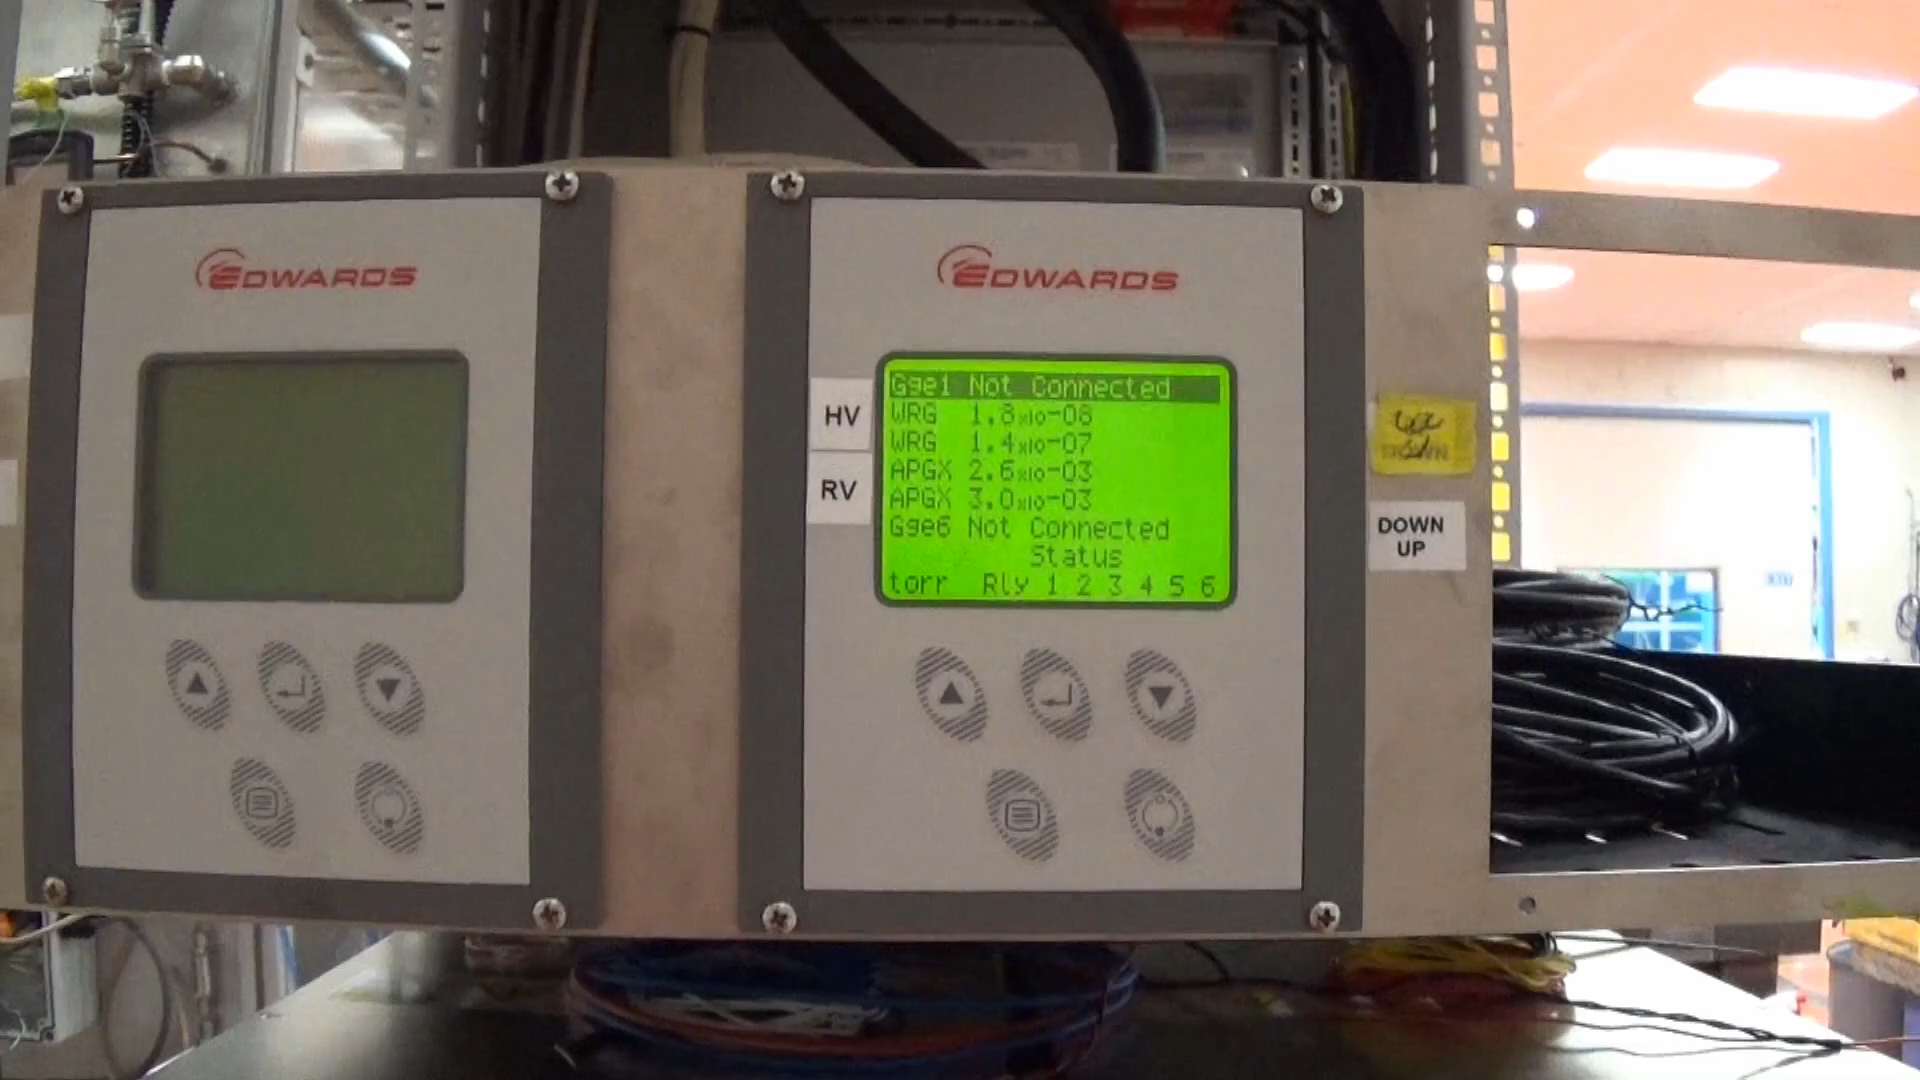 EDWARDS
EDWARDS
HV
RV
Gge1 Not Connected
WRG 1.8x10-08
WRG 1.4x10-07
APGX 2.6x10-03
APGX 3.0x10-03
Gge6 Not Connected
Status
torr Rly 1 2 3 4 5 6
DOWN
UP